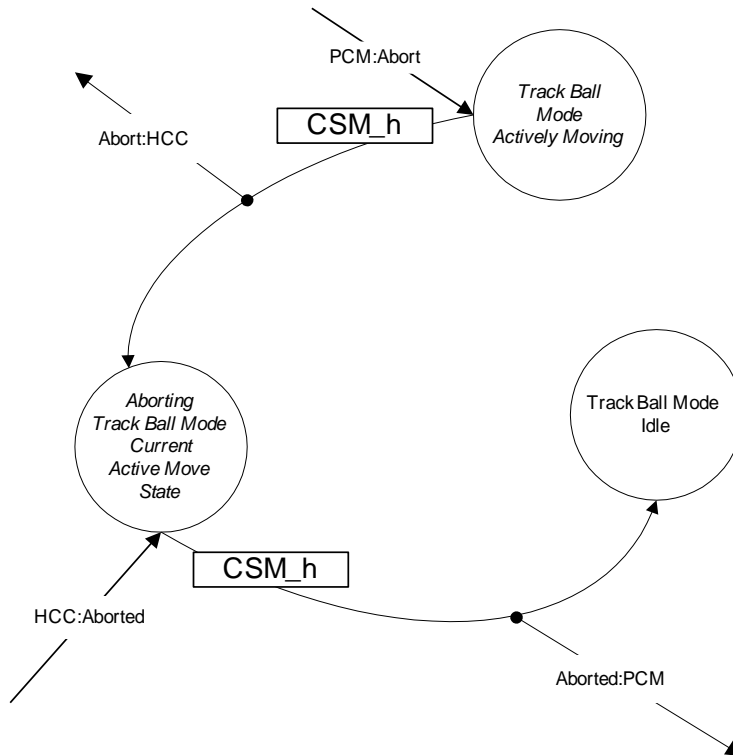 PCM:Abort
Track Ball
Mode
Actively Moving
CSM_h
Abort:HCC
Aborting
Track Ball Mode
Current
Active Move
State
Track Ball Mode
Idle
CSM_h
HCC:Aborted
Aborted:PCM